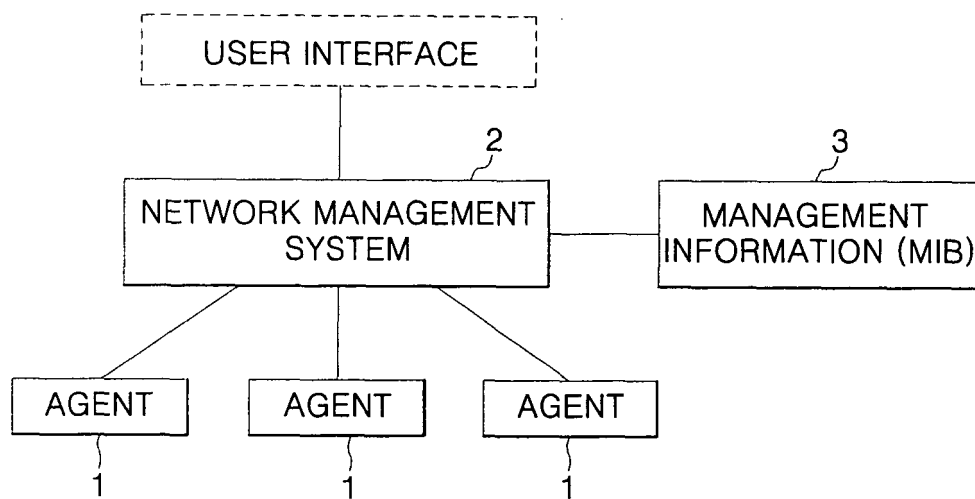 USER INTERFACE
2
3
NETWORK MANAGEMENT
SYSTEM
MANAGEMENT
INFORMATION (MIB)
AGENT
AGENT
AGENT
1
1
1